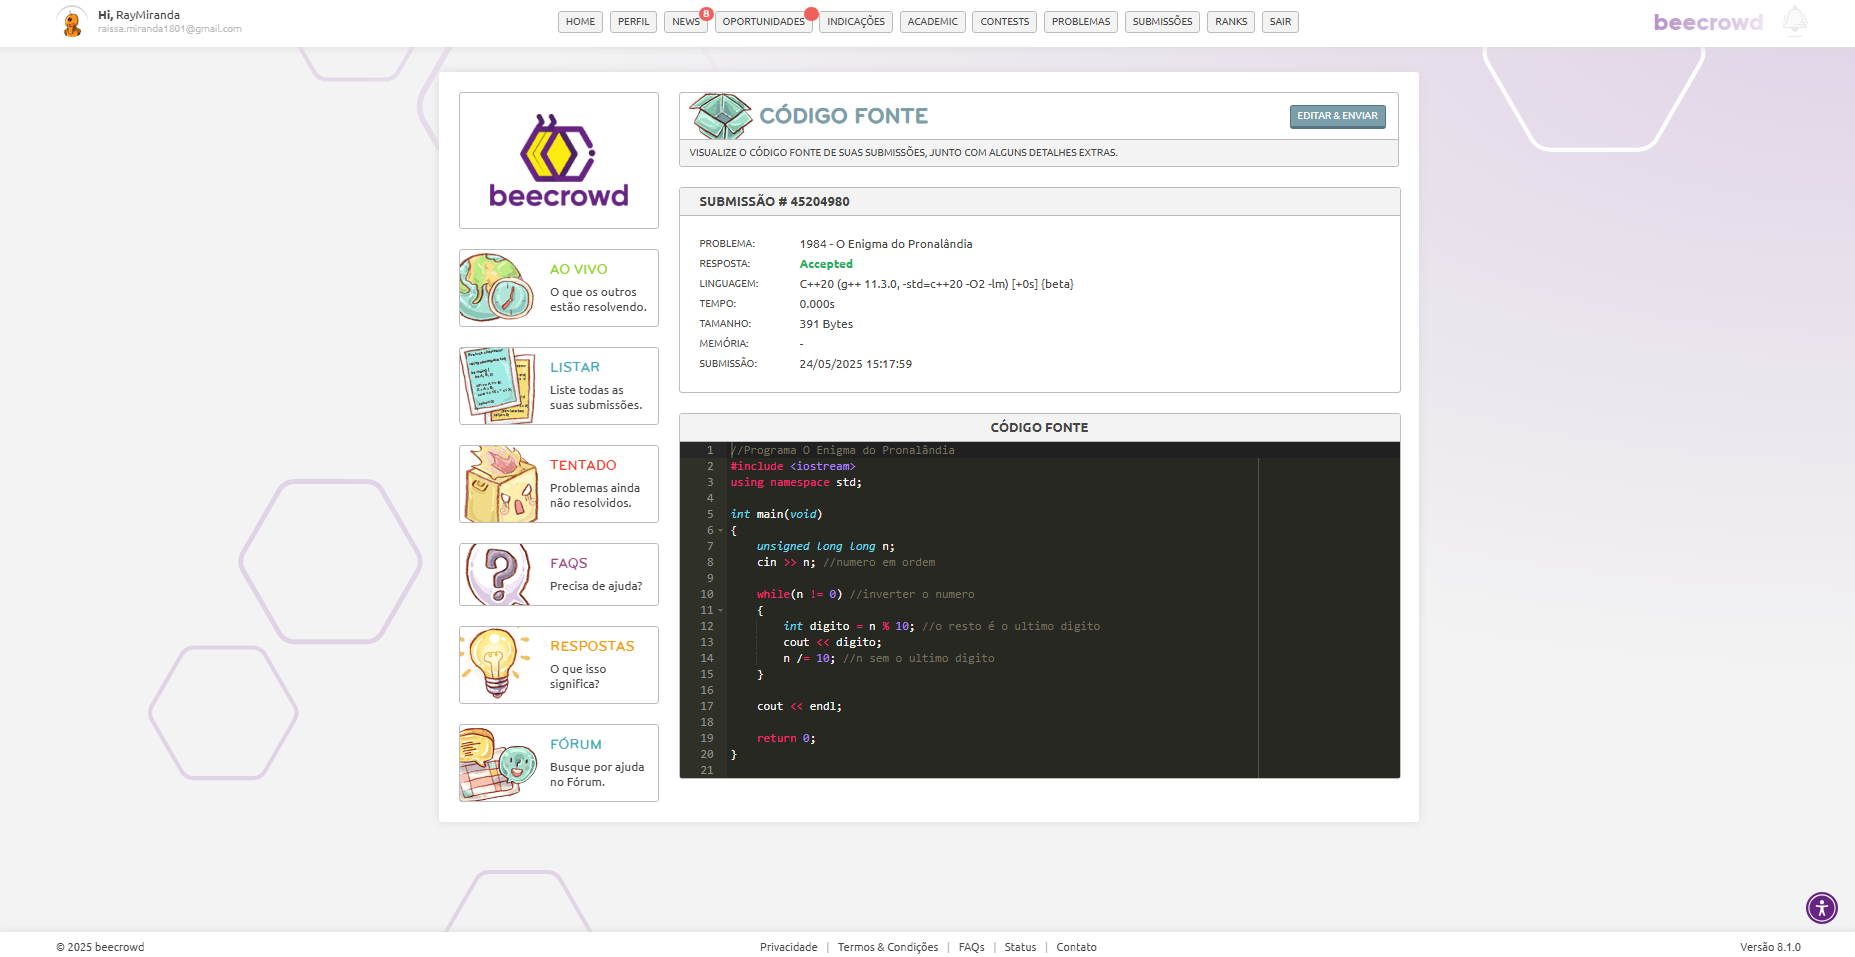 Hi, RayMiranda
raissa.miranda1801@gmail.com
HOME
PERFIL
NEWS
8
OPORTUNIDADES
INDICAÇÕES
ACADEMIC
CONTESTS
PROBLEMAS
SUBMISSÕES
RANKS
SAIR
beecrowd
beecrowd
AO VIVO
O que os outros
estão resolvendo.
LISTAR
Liste todas as
suas submissões.
TENTADO
Problemas ainda
não resolvidos.
FAQS
Precisa de ajuda?
RESPOSTAS
O que isso
significa?
FÓRUM
Busque por ajuda
no Fórum.
CÓDIGO FONTE
EDITAR & ENVIAR
VISUALIZE O CÓDIGO FONTE DE SUAS SUBMISSÕES, JUNTO COM ALGUNS DETALHES EXTRAS.
SUBMISSÃO # 45204980
PROBLEMA: 1984 - O Enigma do Pronalândia
RESPOSTA: Accepted
LINGUAGEM: C++20 (g++ 11.3.0, -std=c++20 -O2 -lm) [+0s] {beta}
TEMPO: 0.000s
TAMANHO: 391 Bytes
MEMÓRIA: -
SUBMISSÃO: 24/05/2025 15:17:59
CÓDIGO FONTE
1 //Programa O Enigma do Pronalândia
2 #include <iostream>
3 using namespace std;
4
5 int main(void)
6 {
7     unsigned long long n;
8     cin >> n; //numero em ordem
9
10     while(n != 0) //inverter o numero
11     {
12         int digito = n % 10; //o resto é o ultimo digito
13         cout << digito;
14         n /= 10; //n sem o ultimo digito
15     }
16
17     cout << endl;
18
19     return 0;
20 }
21
© 2025 beecrowd
Privacidade | Termos & Condições | FAQs | Status | Contato
Versão 8.1.0